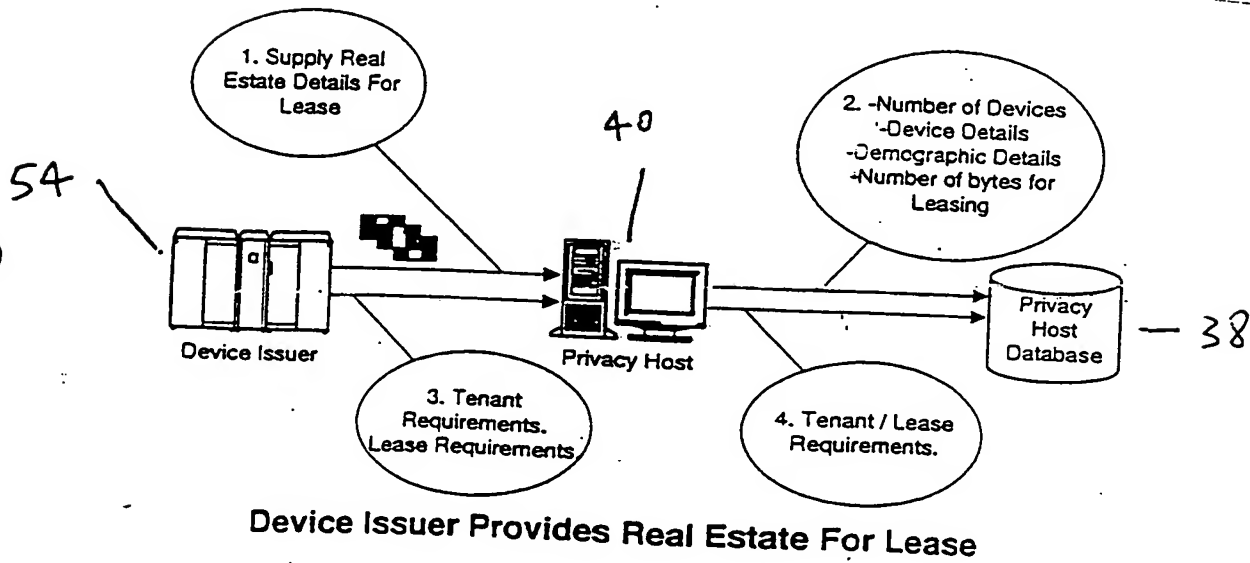 1. Supply Real
Estate Details For
Lease
2. -Number of Devices
-Device Details
-Demographic Details
-Number of bytes for
Leasing
40
54
Device Issuer
Privacy Host
Privacy
Host
Database
38
3. Tenant
Requirements.
Lease Requirements.
4. Tenant / Lease
Requirements.
Device Issuer Provides Real Estate For Lease